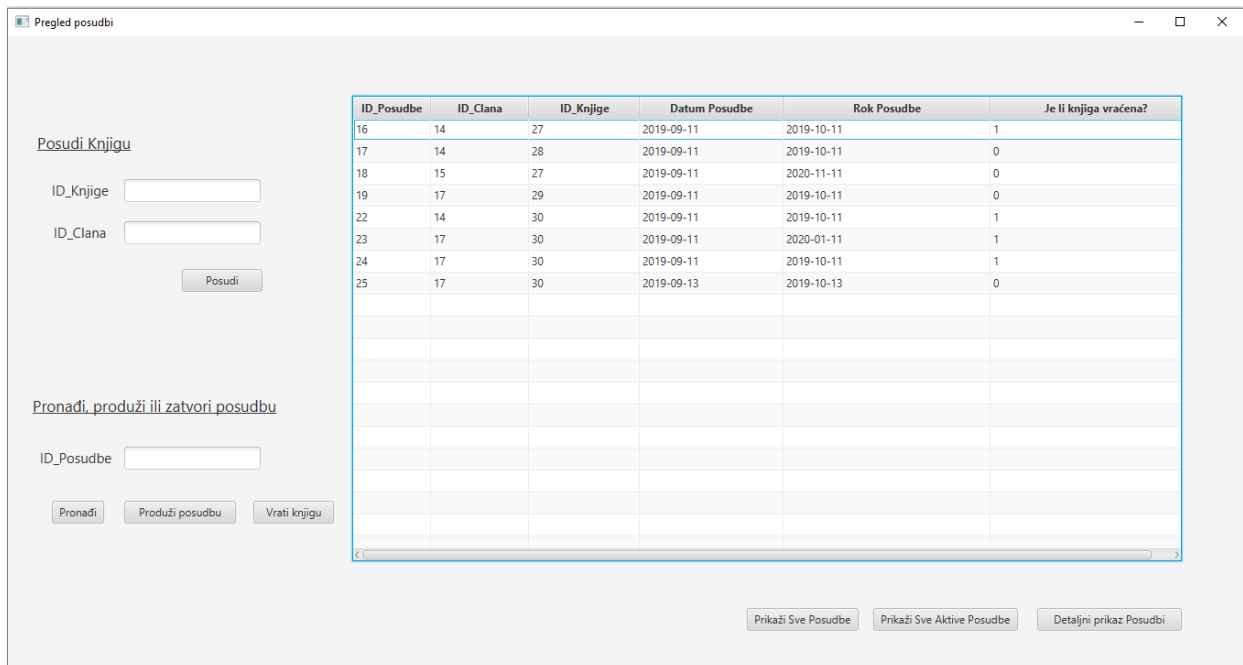 Pregled posudbi
ID_Posudbe ID_Clana ID_Knjige Datum Posudbe Rok Posudbe Je li knjiga vraćena?
16 14 27 2019-09-11 2019-10-11 1
17 14 28 2019-09-11 2019-10-11 0
18 15 27 2019-09-11 2020-11-11 0
19 17 29 2019-09-11 2019-10-11 0
22 14 30 2019-09-11 2019-10-11 1
23 17 30 2019-09-11 2020-01-11 1
24 17 30 2019-09-11 2019-10-11 1
25 17 30 2019-09-13 2019-10-13 0
Posudi Knjigu
ID_Knjige
ID_Clana
Posudi
Pronađi, produži ili zatvori posudbu
ID_Posudbe
Pronađi Produži posudbu Vrati knjigu
Prikaži Sve Posudbe Prikaži Sve Aktive Posudbe Detaljni prikaz Posudbi